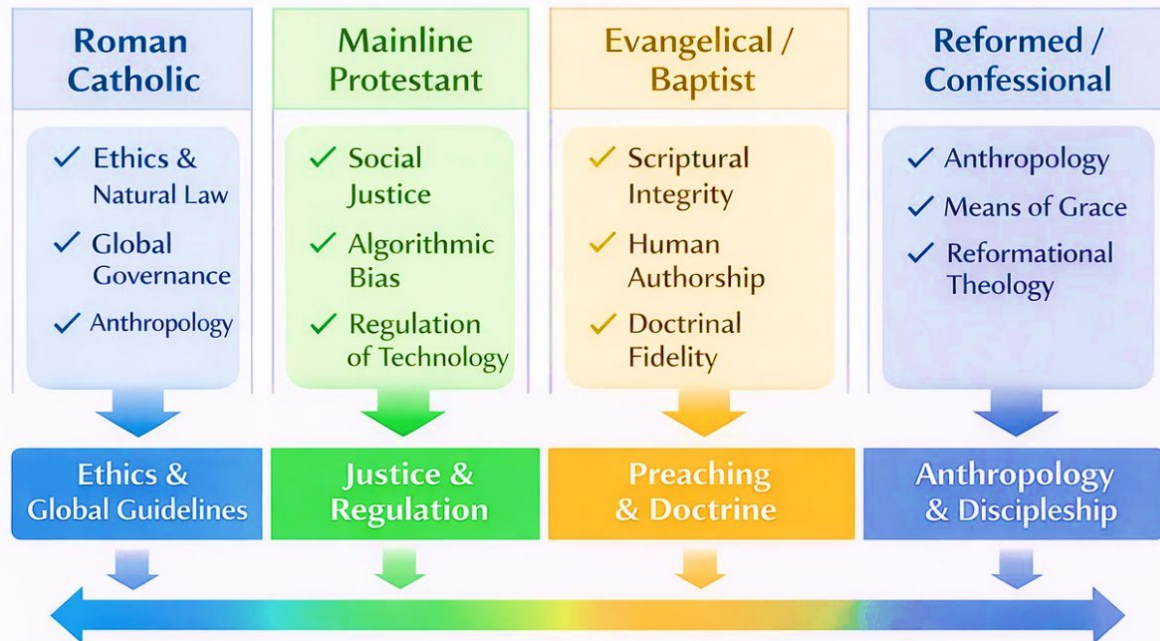 Roman
Catholic
✓ Ethics &
Natural Law
✓ Global
Governance
✓ Anthropology
Ethics &
Global Guidelines
Mainline
Protestant
✓ Social
Justice
✓ Algorithmic
Bias
✓ Regulation
of Technology
Justice &
Regulation
Evangelical /
Baptist
✓ Scriptural
Integrity
✓ Human
Authorship
✓ Doctrinal
Fidelity
Preaching
& Doctrine
Reformed /
Confessional
✓ Anthropology
✓ Means of Grace
✓ Reformational
Theology
Anthropology
& Discipleship